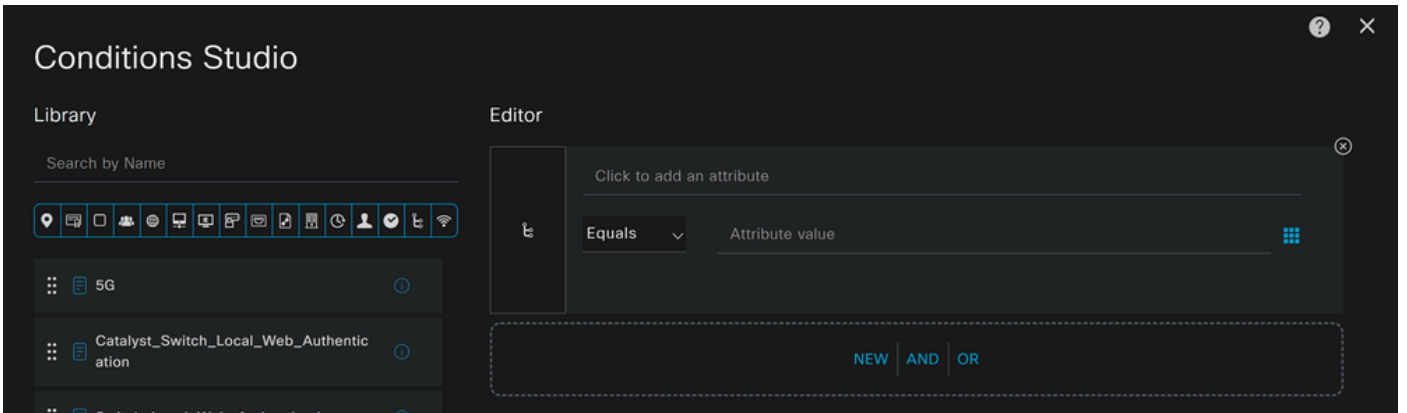 Conditions Studio
Library
Search by Name
5G
Catalyst_Switch_Local_Web_Authentic
ation
Editor
Click to add an attribute
Equals
Attribute value
NEW AND OR